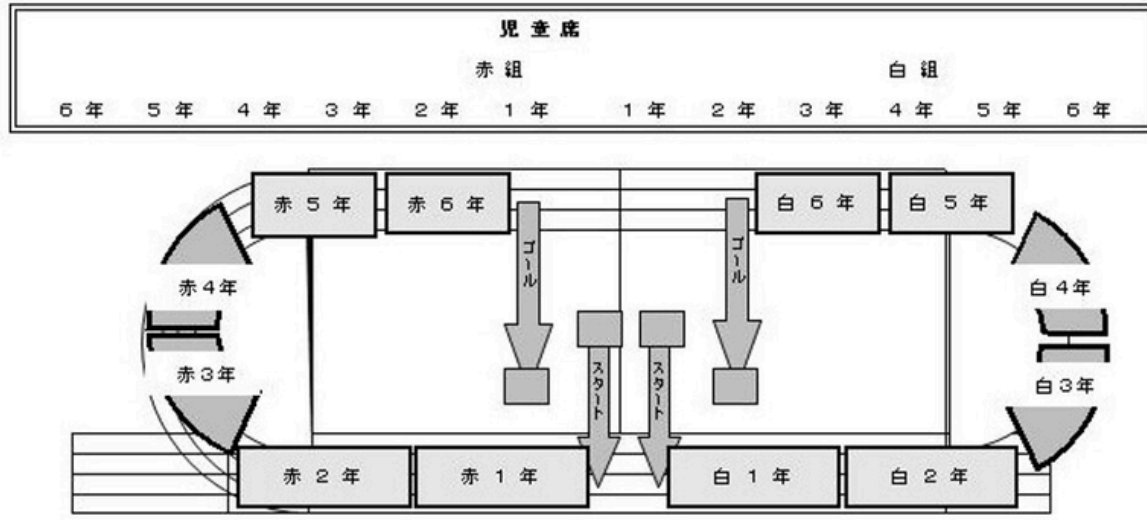 児童席
赤組 白組
6年 5年 4年 3年 2年 1年 1年 2年 3年 4年 5年 6年
赤5年 赤6年 白6年 白5年
ゴール ゴール
赤4年 白4年
スタート スタート
赤3年 白3年
赤2年 赤1年 白1年 白2年